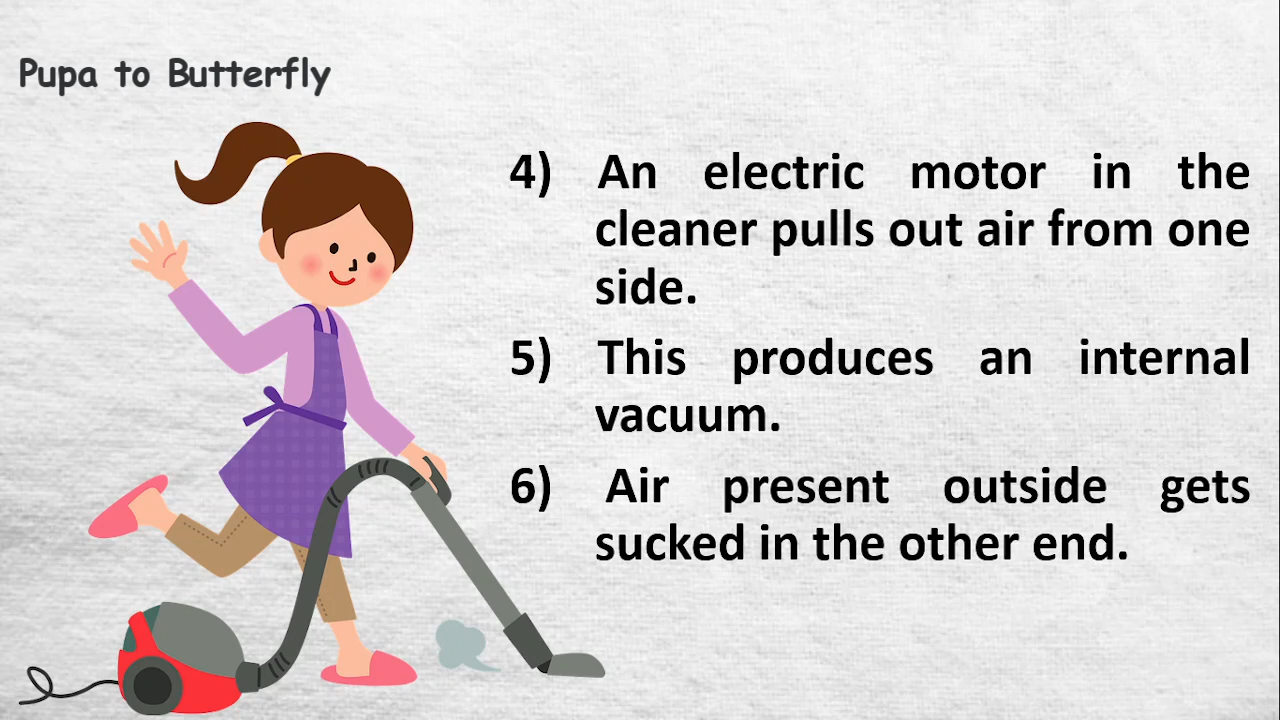 Pupa to Butterfly
4) An electric motor in the
cleaner pulls out air from one
side.
5) This produces an internal
vacuum.
6) Air present outside gets
sucked in the other end.